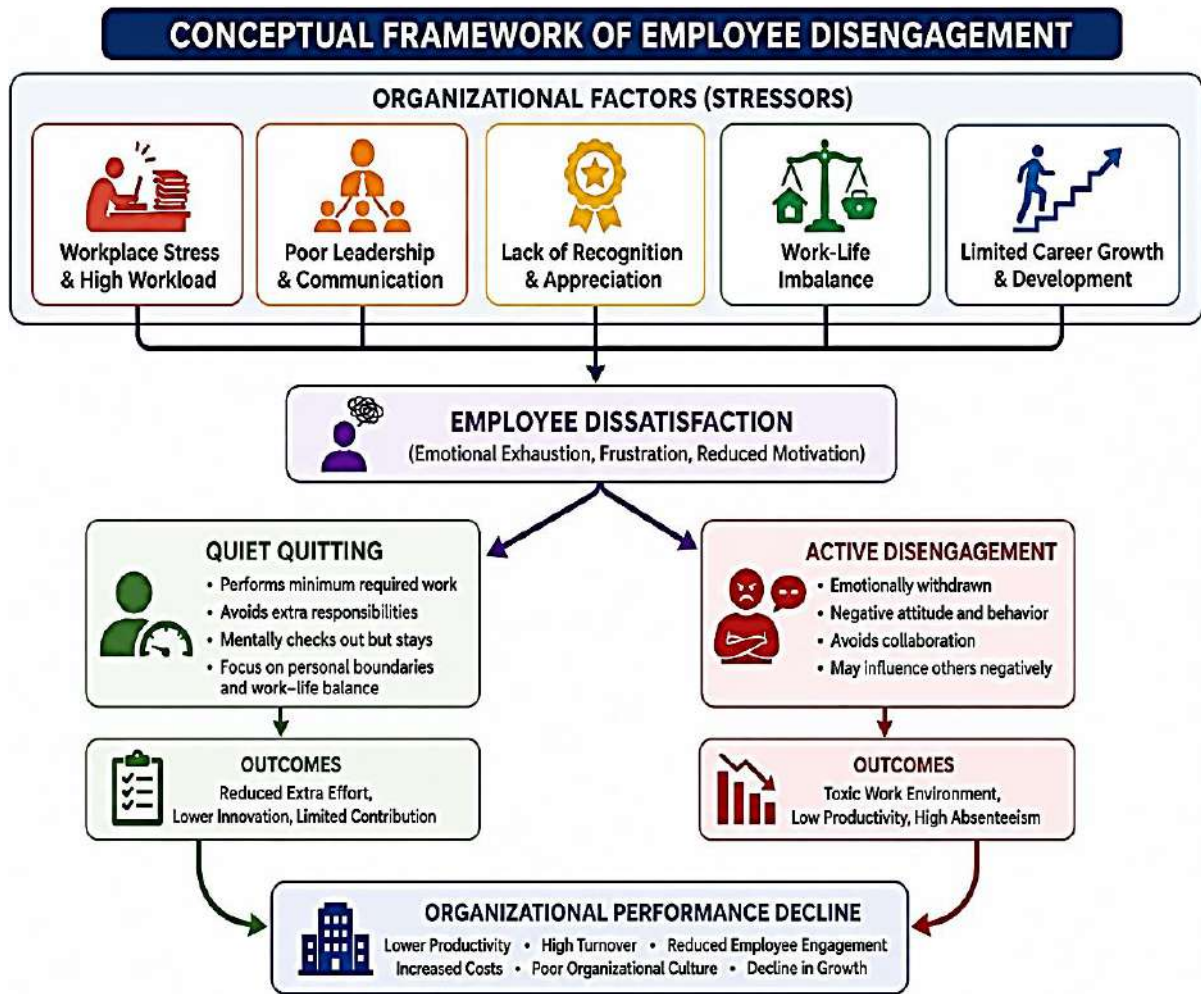 CONCEPTUAL FRAMEWORK OF EMPLOYEE DISENGAGEMENT
ORGANIZATIONAL FACTORS (STRESSORS)
Workplace Stress
& High Workload
Poor Leadership
& Communication
Lack of Recognition
& Appreciation
Work-Life
Imbalance
Limited Career Growth
& Development
EMPLOYEE DISSATISFACTION
(Emotional Exhaustion, Frustration, Reduced Motivation)
QUIET QUITTING
• Performs minimum required work
• Avoids extra responsibilities
• Mentally checks out but stays
• Focus on personal boundaries
and work–life balance
ACTIVE DISENGAGEMENT
• Emotionally withdrawn
• Negative attitude and behavior
• Avoids collaboration
• May influence others negatively
OUTCOMES
Reduced Extra Effort,
Lower Innovation, Limited Contribution
OUTCOMES
Toxic Work Environment,
Low Productivity, High Absenteeism
ORGANIZATIONAL PERFORMANCE DECLINE
Lower Productivity • High Turnover • Reduced Employee Engagement
Increased Costs • Poor Organizational Culture • Decline in Growth